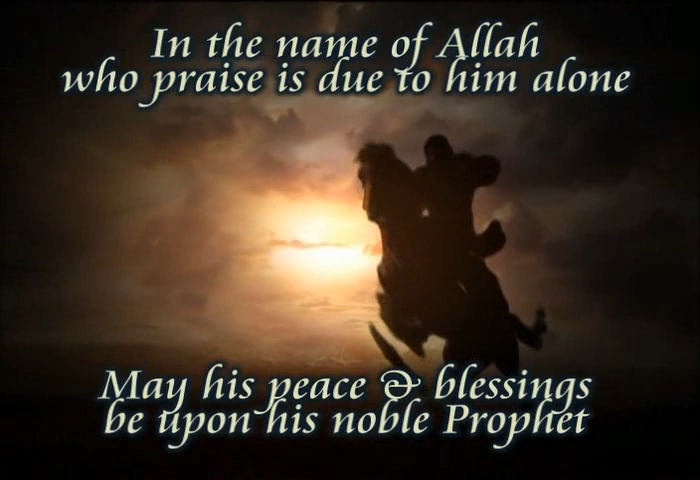 In the name of Allah
who praise is due to him alone
May his peace & blessings
be upon his noble Prophet